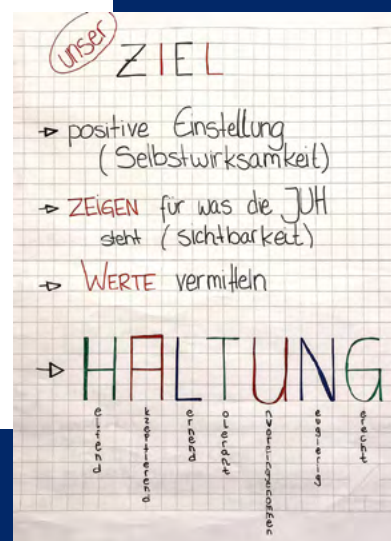 unser
ZIEL
→ positive Einstellung
(Selbstwirksamkeit)
→ ZEIGEN für was die JUH
steht (Sichtbarkeit)
→ WERTE vermitteln
→ HALTUNG
elfend
kzeptierend
ernend
olerant
nvoreingenommen
eugierig
erecht